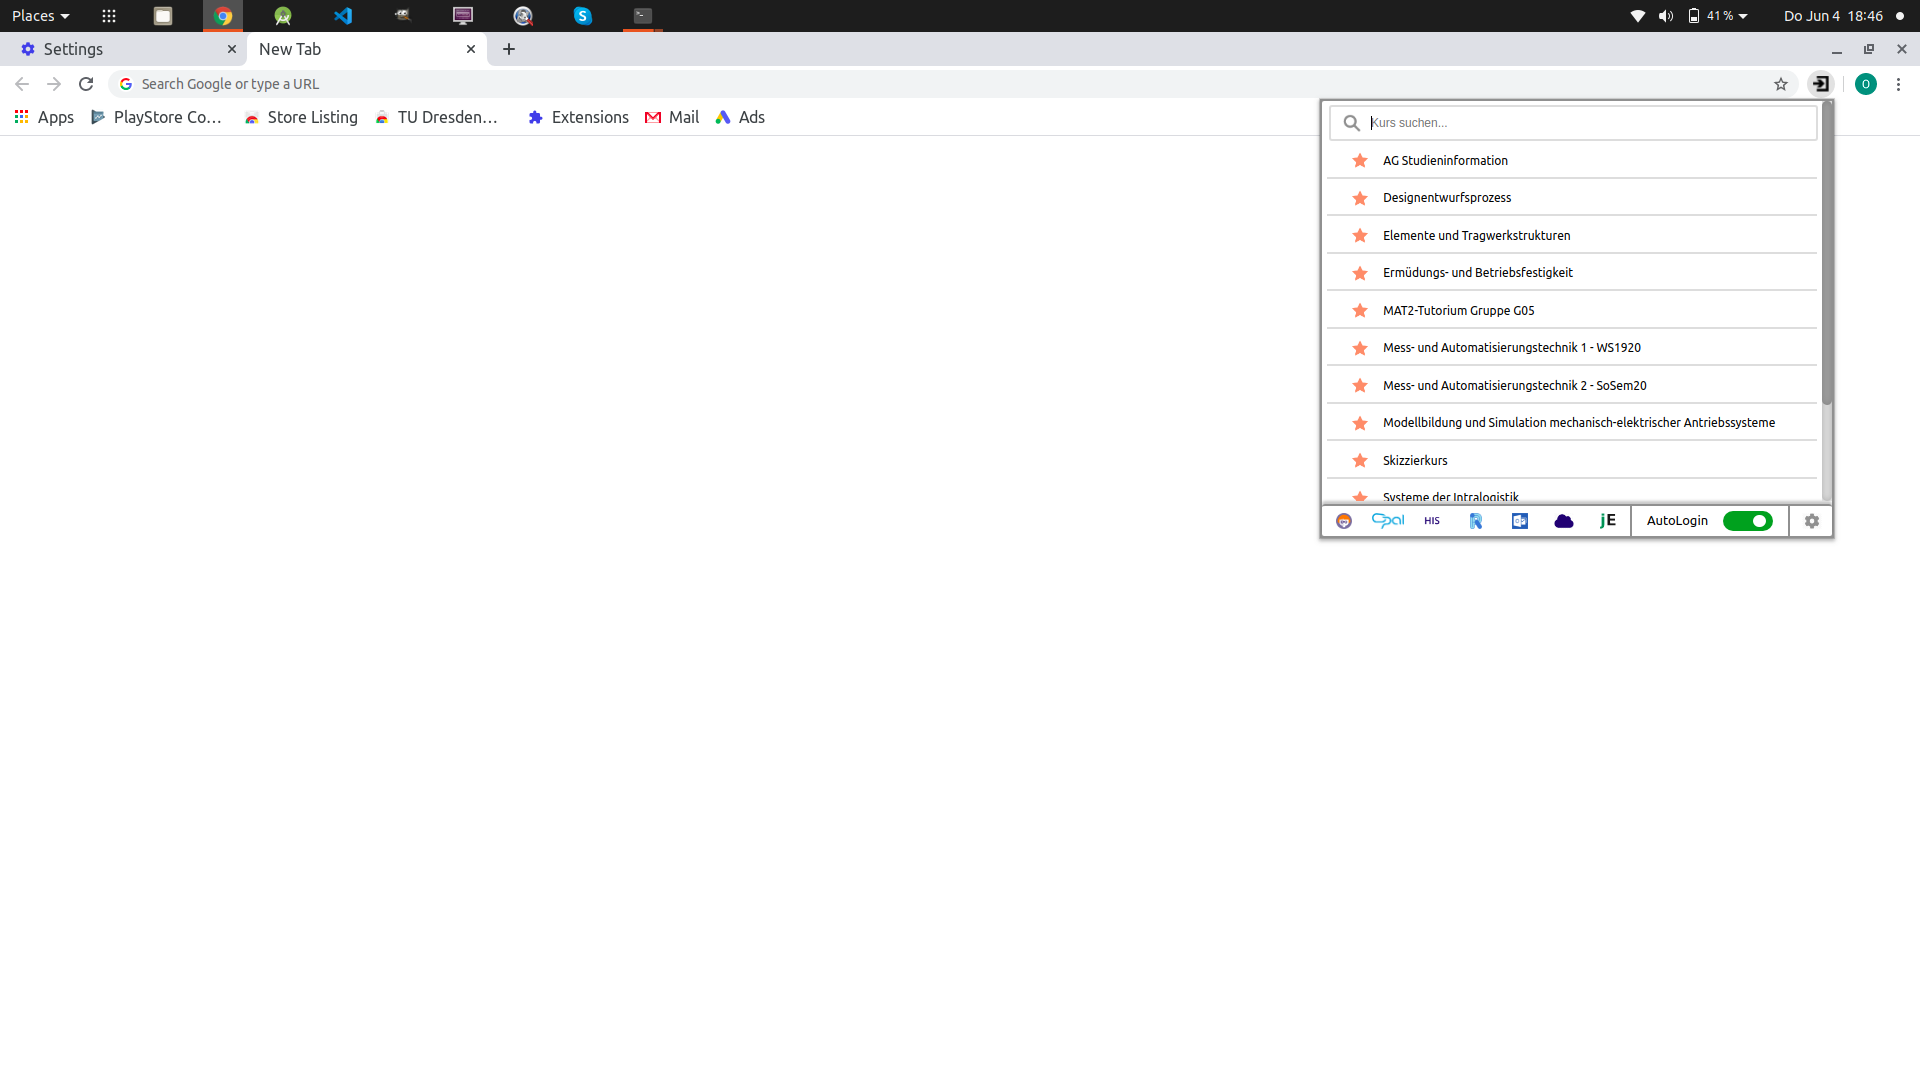 Places
41 %
Do Jun 4 18:46
Settings
New Tab
Search Google or type a URL
O
Apps
PlayStore Co…
Store Listing
TU Dresden…
Extensions
Mail
Ads
Kurs suchen...
AG Studieninformation
Designentwurfsprozess
Elemente und Tragwerkstrukturen
Ermüdungs- und Betriebsfestigkeit
MAT2-Tutorium Gruppe G05
Mess- und Automatisierungstechnik 1 - WS1920
Mess- und Automatisierungstechnik 2 - SoSem20
Modellbildung und Simulation mechanisch-elektrischer Antriebssysteme
Skizzierkurs
Systeme der Intralogistik
Opal
HIS
jE
AutoLogin